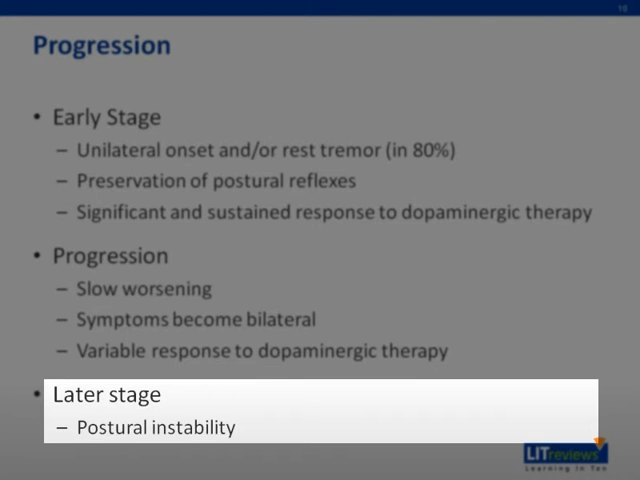 18
Progression
• Early Stage
– Unilateral onset and/or rest tremor (in 80%)
– Preservation of postural reflexes
– Significant and sustained response to dopaminergic therapy
• Progression
– Slow worsening
– Symptoms become bilateral
– Variable response to dopaminergic therapy
• Later stage
– Postural instability
LITreviews
Learning in Ten